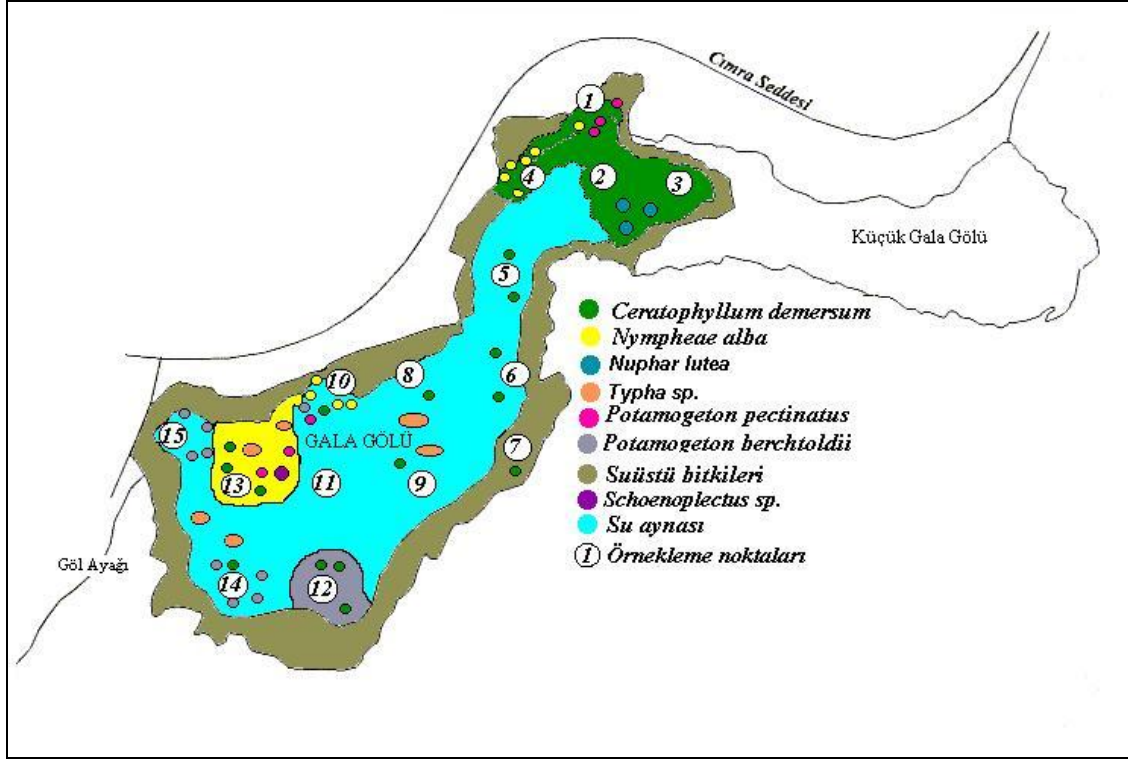 Cımra Seddesi
1
4
2
3
Küçük Gala Gölü
5
Ceratophyllum demersum
Nympheae alba
Nuphar lutea
Typha sp.
Potamogeton pectinatus
Potamogeton berchtoldii
Suüstü bitkileri
Schoenoplectus sp.
Su aynası
1 Örnekleme noktaları
10
8
6
15
GALA GÖLÜ
7
13
11
9
Göl Ayağı
14
12